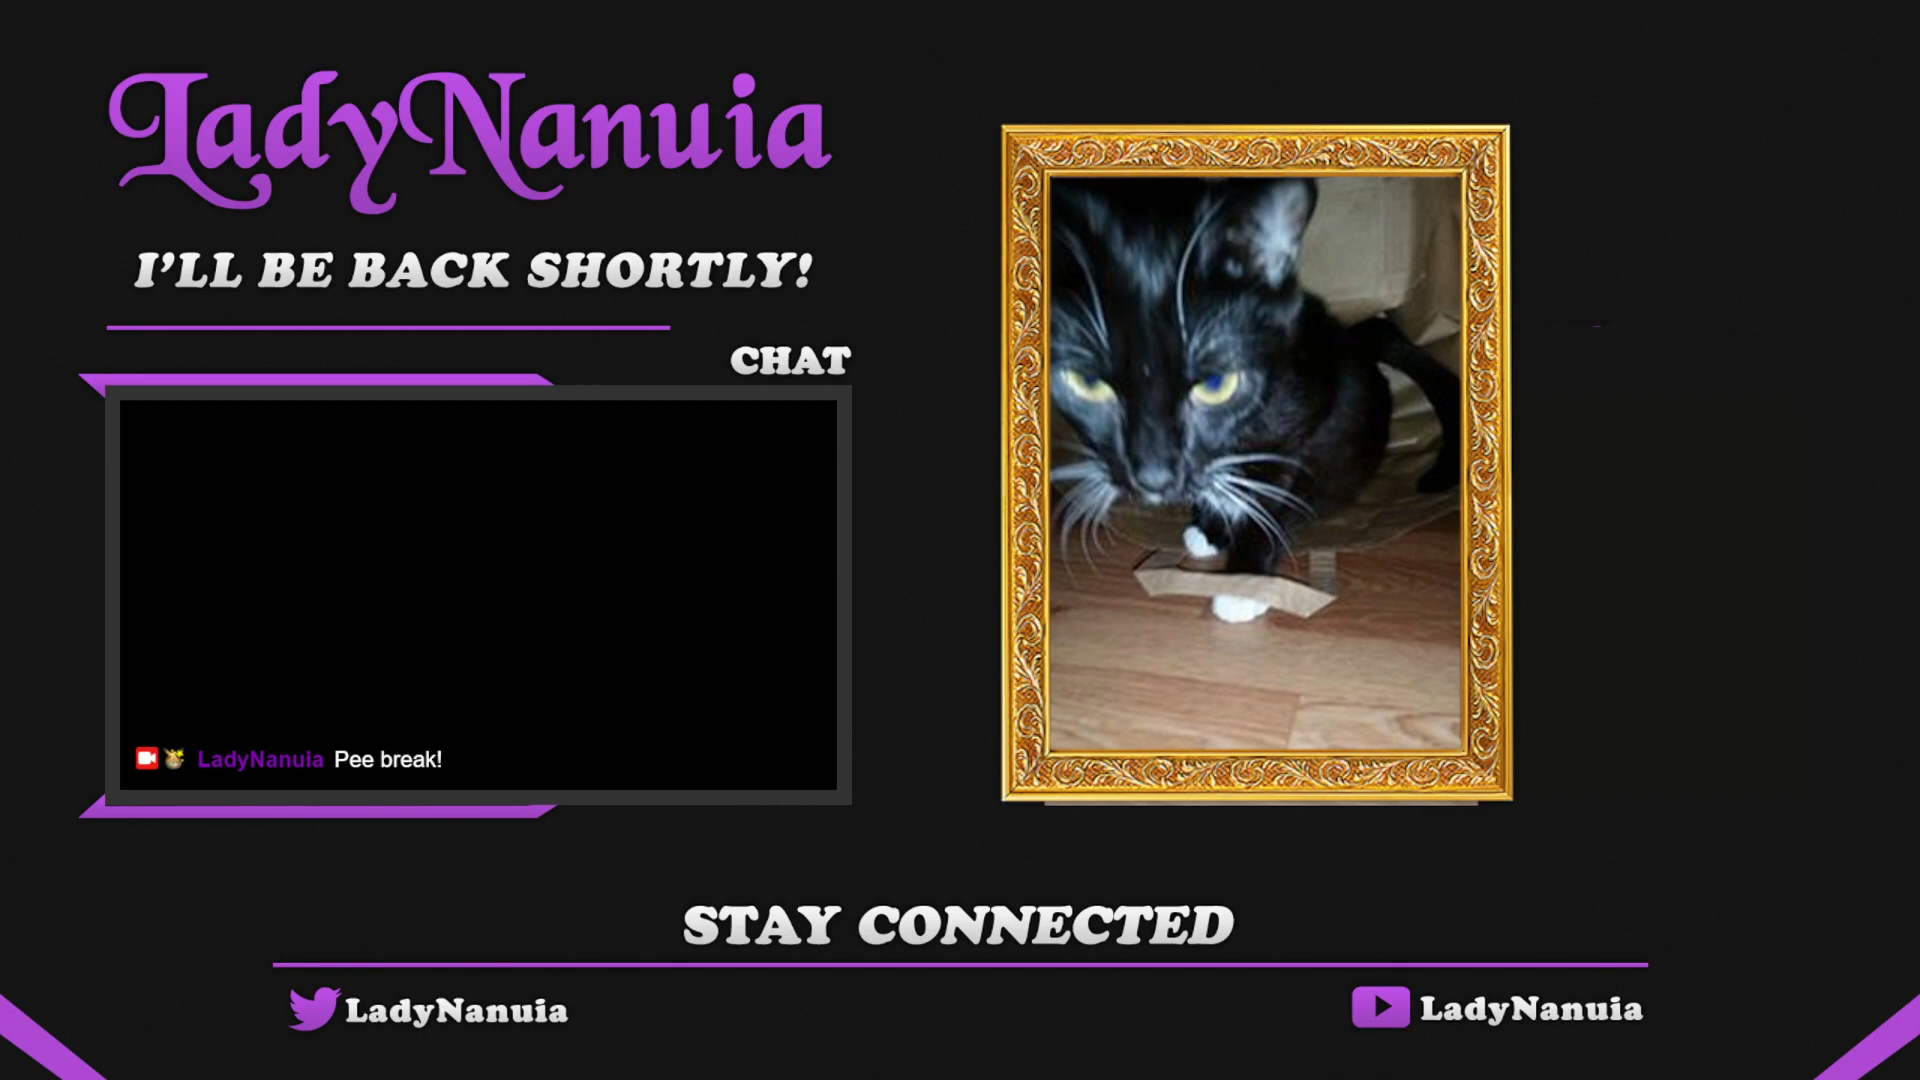 LadyNanuia
I'LL BE BACK SHORTLY!
CHAT
LadyNanuia Pee break!
STAY CONNECTED
LadyNanuia
LadyNanuia